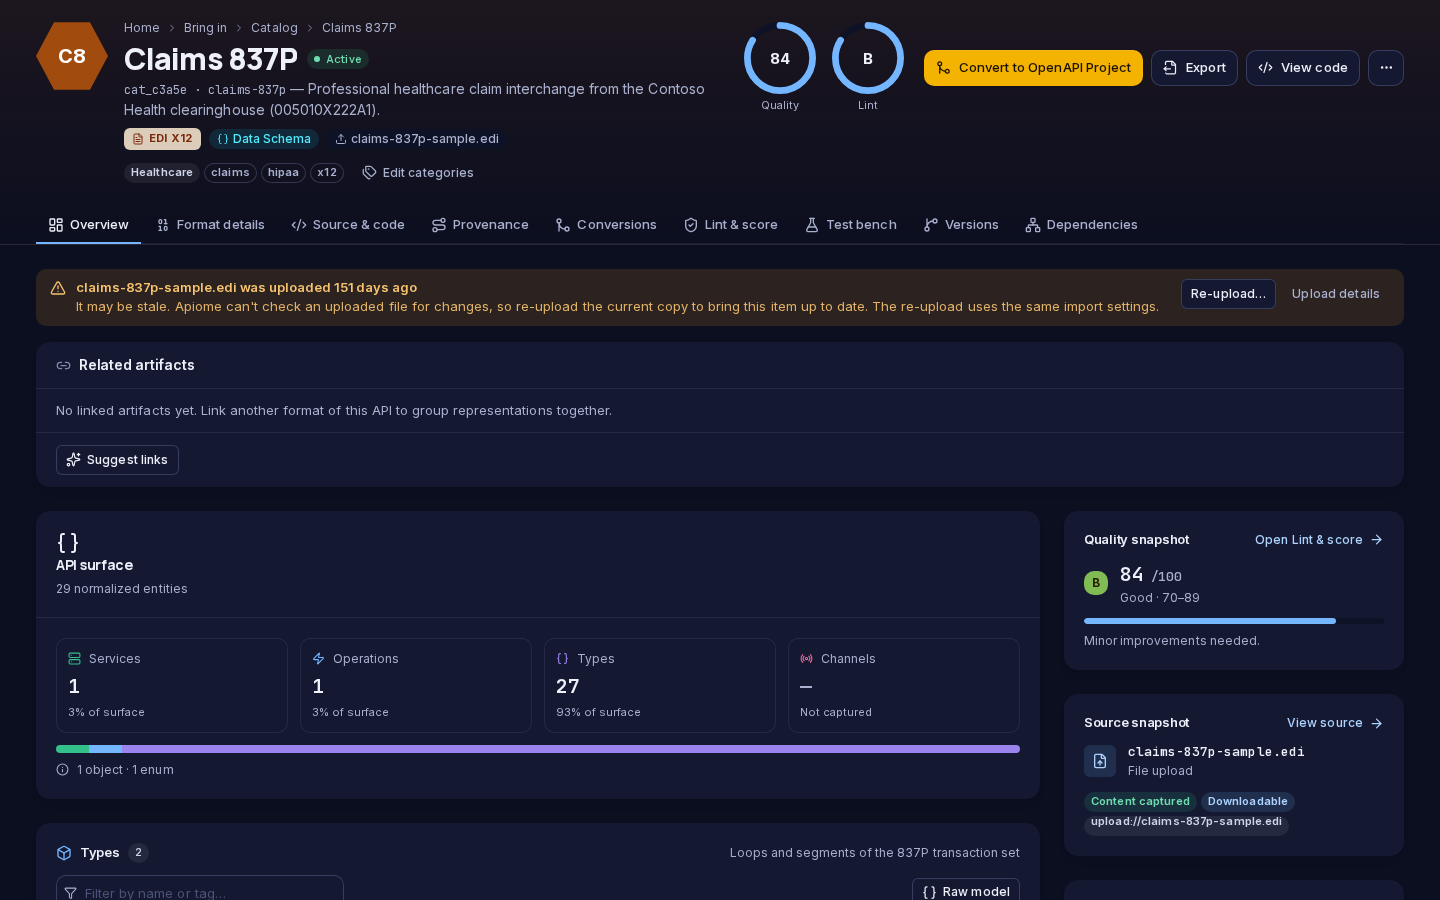 C8
Home > Bring in > Catalog > Claims 837P
Claims 837P
Active
cat_c3a5e · claims-837p — Professional healthcare claim interchange from the Contoso
Health clearinghouse (005010X222A1).
EDI X12
Data Schema
claims-837p-sample.edi
Healthcare
claims
hipaa
x12
Edit categories
84
Quality
B
Lint
Convert to OpenAPI Project
Export
View code
Overview
Format details
Source & code
Provenance
Conversions
Lint & score
Test bench
Versions
Dependencies
claims-837p-sample.edi was uploaded 151 days ago
It may be stale. Apiome can't check an uploaded file for changes, so re-upload the current copy to bring this item up to date. The re-upload uses the same import settings.
Re-upload…
Upload details
Related artifacts
No linked artifacts yet. Link another format of this API to group representations together.
Suggest links
API surface
29 normalized entities
Services
1
3% of surface
Operations
1
3% of surface
Types
27
93% of surface
Channels
—
Not captured
1 object · 1 enum
Types 2
Loops and segments of the 837P transaction set
Filter by name or tag…
Raw model
Quality snapshot
Open Lint & score
B
84 /100
Good · 70–89
Minor improvements needed.
Source snapshot
View source
claims-837p-sample.edi
File upload
Content captured
Downloadable
upload://claims-837p-sample.edi